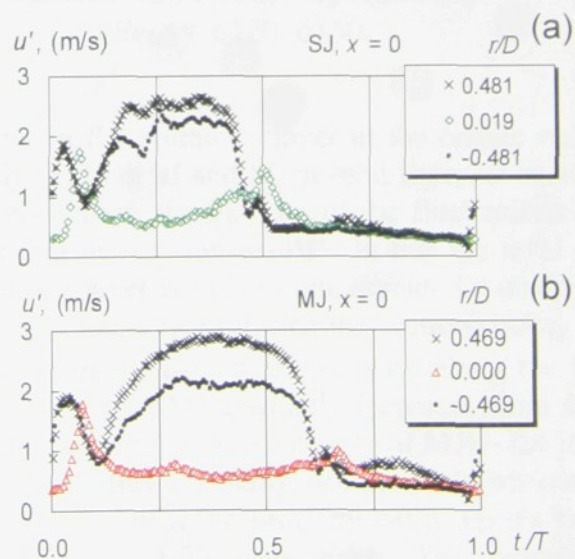 (a)
u', (m/s) SJ, x = 0 r/D
3
× 0.481
◇ 0.019
• -0.481
2
1
0
(b)
u', (m/s) MJ, x = 0 r/D
3
× 0.469
△ 0.000
• -0.469
2
1
0
0.0 0.5 1.0
t/T